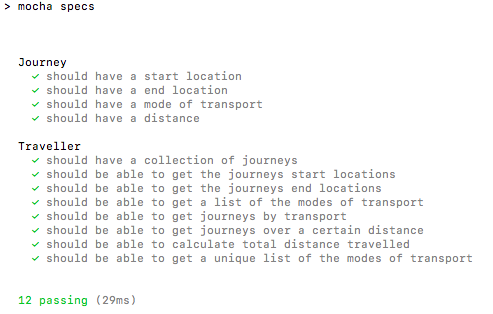 > mocha specs
Journey
✓ should have a start location
✓ should have a end location
✓ should have a mode of transport
✓ should have a distance
Traveller
✓ should have a collection of journeys
✓ should be able to get the journeys start locations
✓ should be able to get the journeys end locations
✓ should be able to get a list of the modes of transport
✓ should be able to get journeys by transport
✓ should be able to get journeys over a certain distance
✓ should be able to calculate total distance travelled
✓ should be able to get a unique list of the modes of transport
12 passing (29ms)